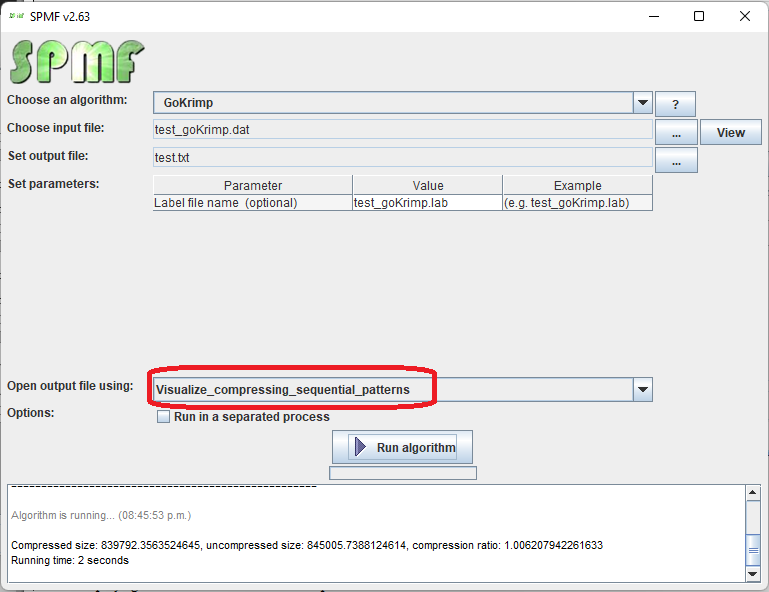 SPMF v2.63
SPMF
Choose an algorithm: GoKrimp ?
Choose input file: test_goKrimp.dat ... View
Set output file: test.txt ...
Set parameters: Parameter Value Example
Label file name (optional) test_goKrimp.lab (e.g. test_goKrimp.lab)
Open output file using: Visualize_compressing_sequential_patterns
Options: Run in a separated process
Run algorithm
Algorithm is running... (08:45:53 p.m.)
Compressed size: 839792.3563524645, uncompressed size: 845005.7388124614, compression ratio: 1.006207942261633
Running time: 2 seconds